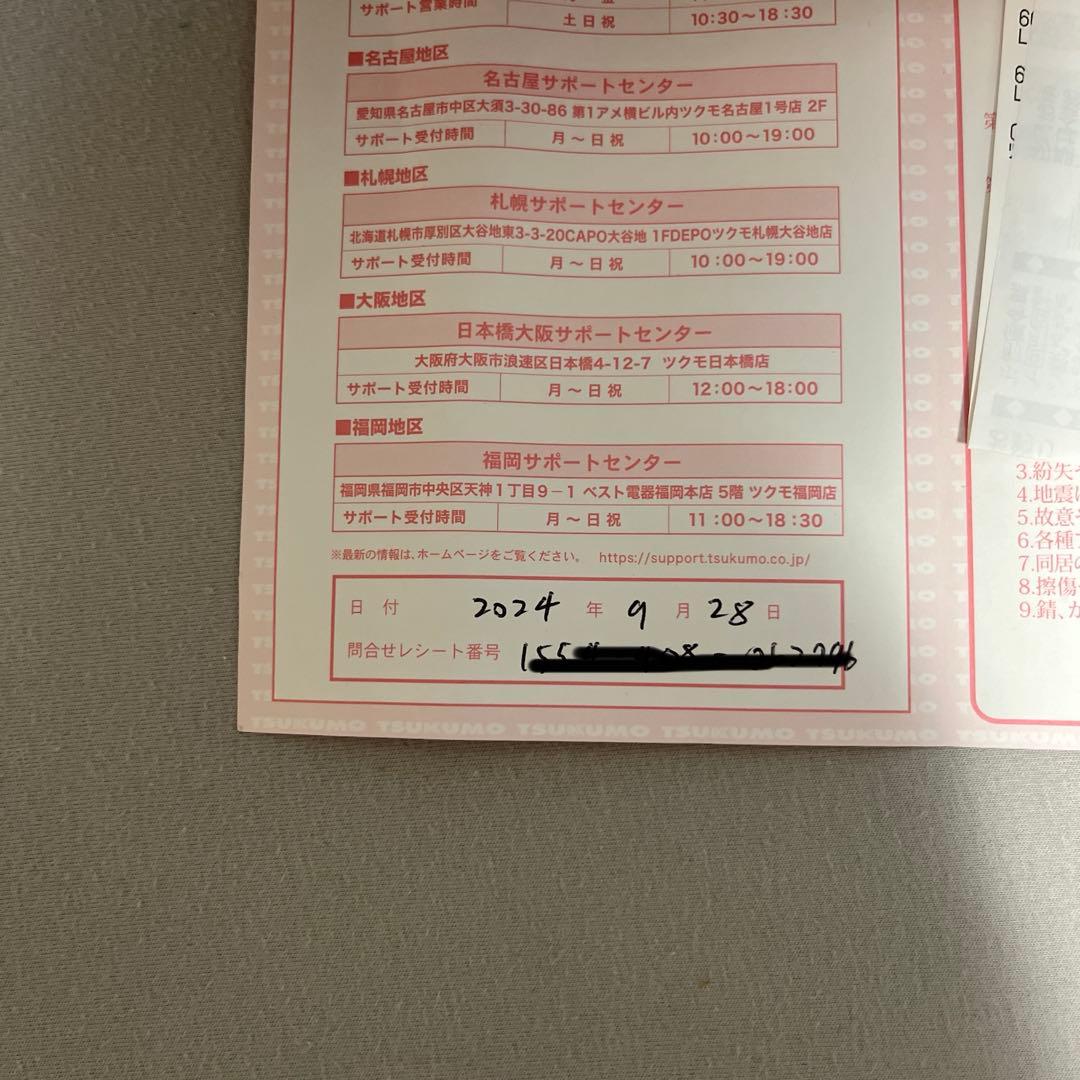 サポート営業時間
土日祝 10:30～18:30
■名古屋地区
名古屋サポートセンター
愛知県名古屋市中区大須3-30-86 第1アメ横ビル内ツクモ名古屋1号店 2F
サポート受付時間 月～日祝 10:00～19:00
■札幌地区
札幌サポートセンター
北海道札幌市厚別区大谷地東3-3-20CAPO大谷地 1FDEPOツクモ札幌大谷地店
サポート受付時間 月～日祝 10:00～19:00
■大阪地区
日本橋大阪サポートセンター
大阪府大阪市浪速区日本橋4-12-7 ツクモ日本橋店
サポート受付時間 月～日祝 12:00～18:00
■福岡地区
福岡サポートセンター
福岡県福岡市中央区天神1丁目9－1 ベスト電器福岡本店 5階 ツクモ福岡店
サポート受付時間 月～日祝 11:00～18:30
※最新の情報は、ホームページをご覧ください。 https://support.tsukumo.co.jp/
日付 2024年9月28日
問合せレシート番号
TSUKUMO TSUKUMO TSUKUMO TSUKUMO TSUKUMO
3.紛失
4.地震
5.故意
6.各種
7.同居の
8.擦傷
9.錆、か